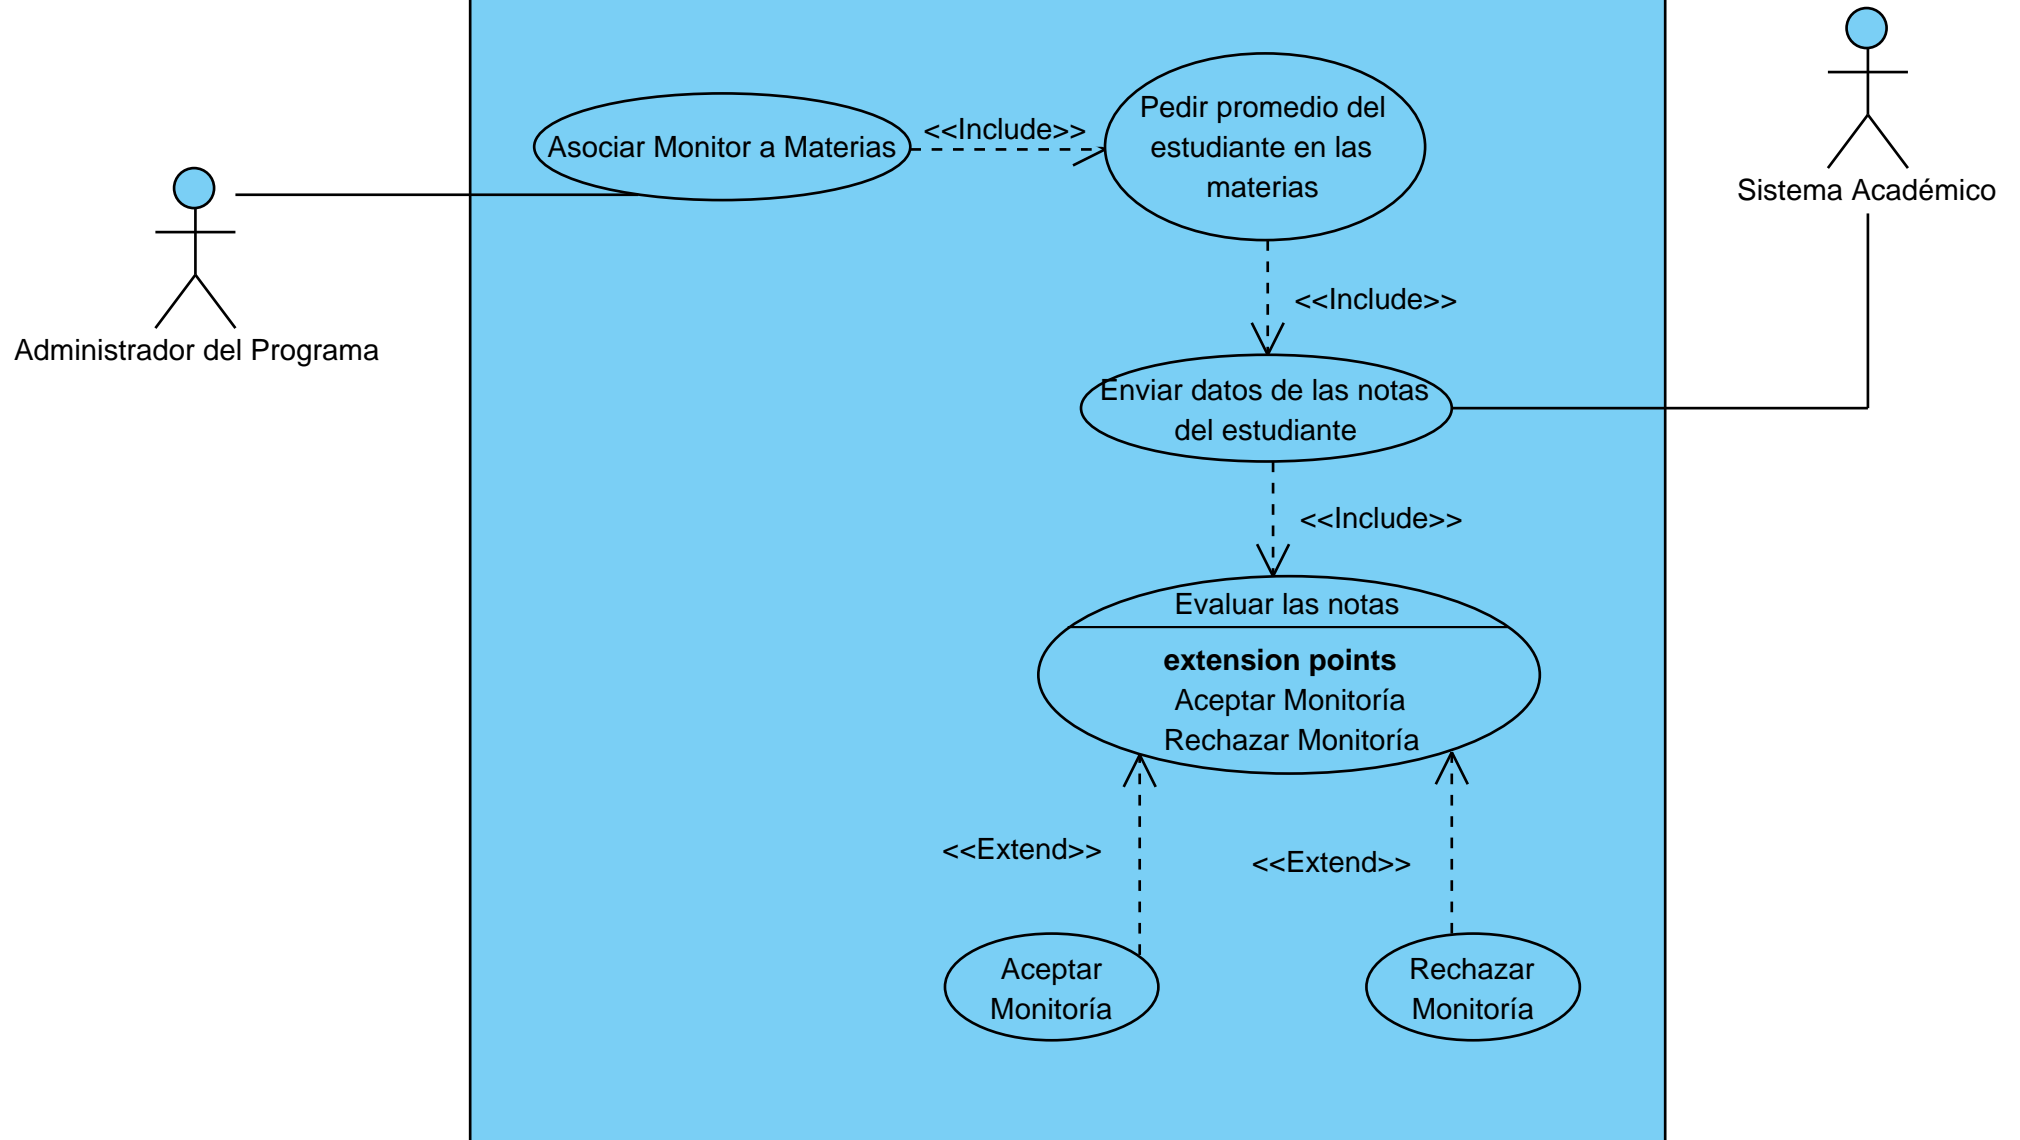 Asociar Monitor a Materias
<<Include>>
Pedir promedio del
estudiante en las
materias
Sistema Académico
Administrador del Programa
<<Include>>
Enviar datos de las notas
del estudiante
<<Include>>
Evaluar las notas
extension points
Aceptar Monitoría
Rechazar Monitoría
<<Extend>>
<<Extend>>
Aceptar
Monitoría
Rechazar
Monitoría